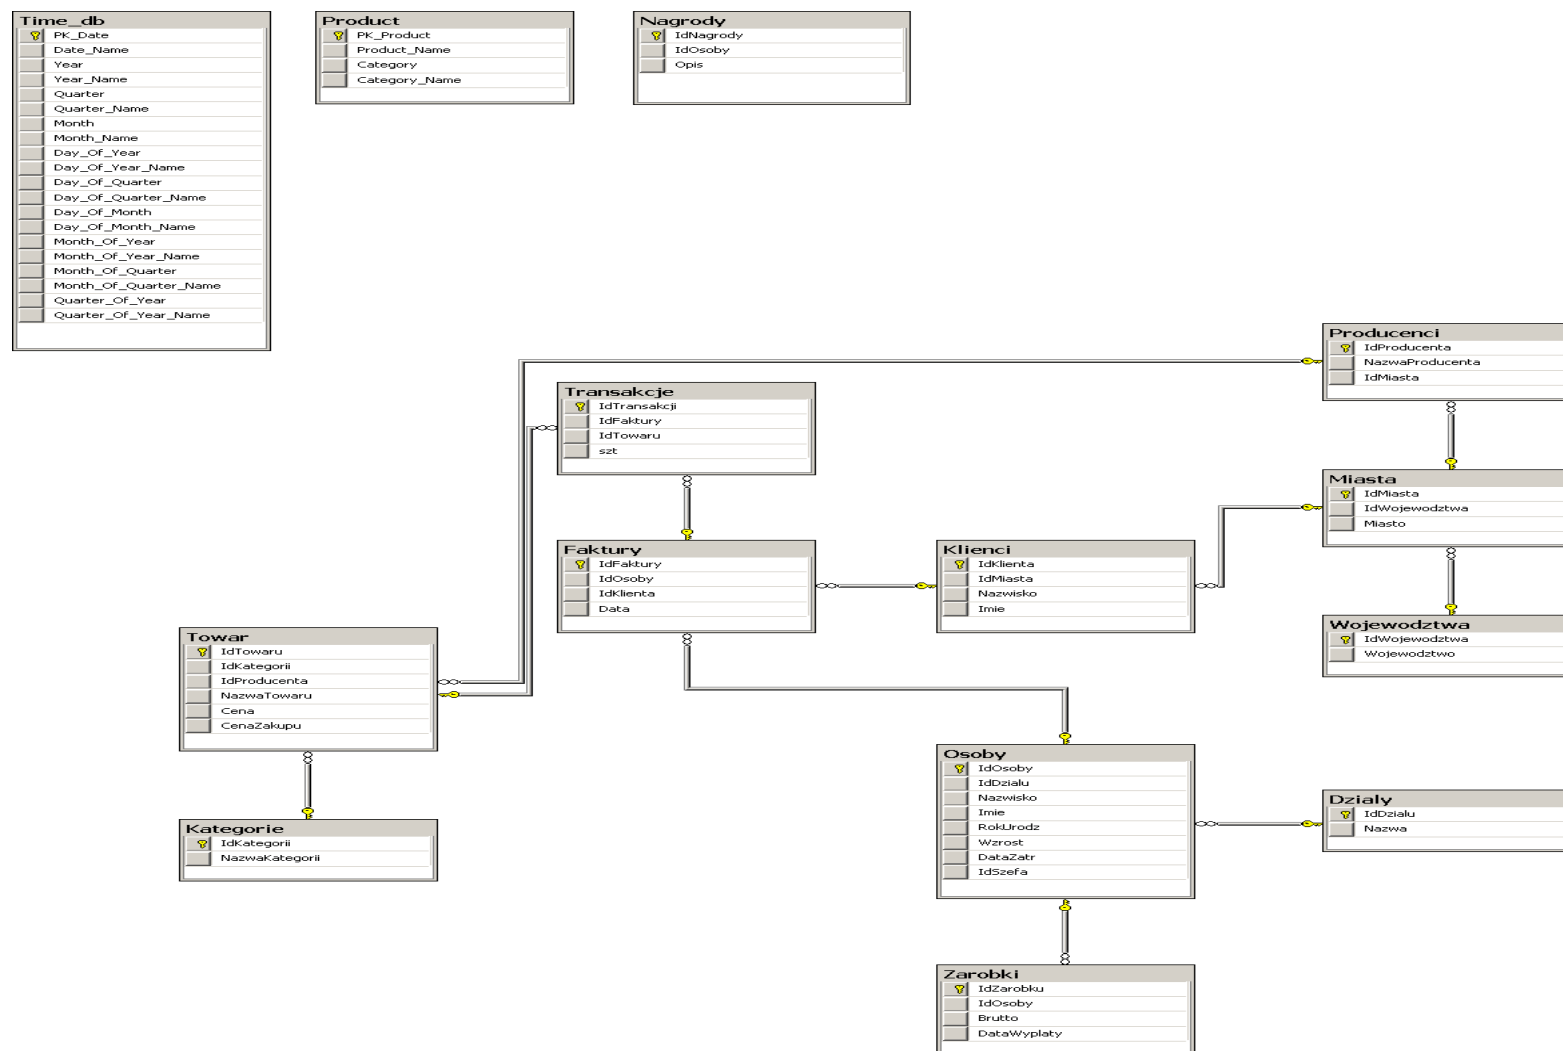 Time_db
PK_Date
Date_Name
Year
Year_Name
Quarter
Quarter_Name
Month
Month_Name
Day_Of_Year
Day_Of_Year_Name
Day_Of_Quarter
Day_Of_Quarter_Name
Day_Of_Month
Day_Of_Month_Name
Month_Of_Year
Month_Of_Year_Name
Month_Of_Quarter
Month_Of_Quarter_Name
Quarter_Of_Year
Quarter_Of_Year_Name
Product
PK_Product
Product_Name
Category
Category_Name
Nagrody
IdNagrody
IdOsoby
Opis
Producenci
IdProducenta
NazwaProducenta
IdMiasta
Transakcje
IdTransakcji
IdFaktury
IdTowaru
szt
Miasta
IdMiasta
IdWojewodztwa
Miasto
Faktury
IdFaktury
IdOsoby
IdKlienta
Data
Klienci
IdKlienta
IdMiasta
Nazwisko
Imie
Wojewodztwa
IdWojewodztwa
Wojewodztwo
Towar
IdTowaru
IdKategorii
IdProducenta
NazwaTowaru
Cena
CenaZakupu
Osoby
IdOsoby
IdDzialu
Nazwisko
Imie
RokUrodz
Wzrost
DataZatr
IdSzefa
Dzialy
IdDzialu
Nazwa
Kategorie
IdKategorii
NazwaKategorii
Zarobki
IdZarobku
IdOsoby
Brutto
DataWyplaty